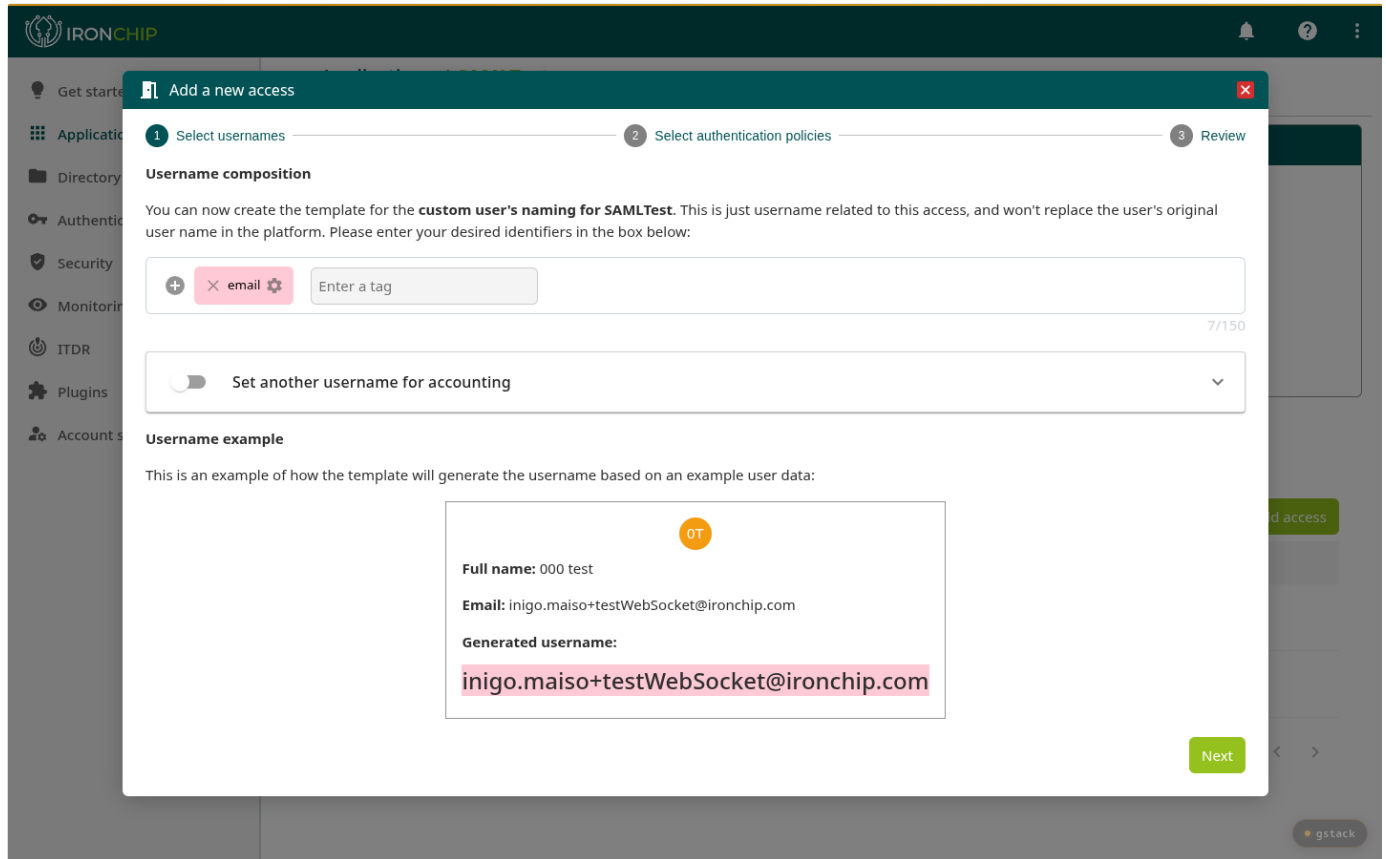 IRONCHIP
Get starte
Add a new access
1 Select usernames
2 Select authentication policies
3 Review
Applicatio
Directory
Authentic
Security
Monitorin
ITDR
Plugins
Account s
Username composition
You can now create the template for the custom user's naming for SAMLTest. This is just username related to this access, and won't replace the user's original
user name in the platform. Please enter your desired identifiers in the box below:
email
Enter a tag
7/150
Set another username for accounting
Username example
This is an example of how the template will generate the username based on an example user data:
0T
Full name: 000 test
Email: inigo.maiso+testWebSocket@ironchip.com
Generated username:
inigo.maiso+testWebSocket@ironchip.com
d access
Next
gstack